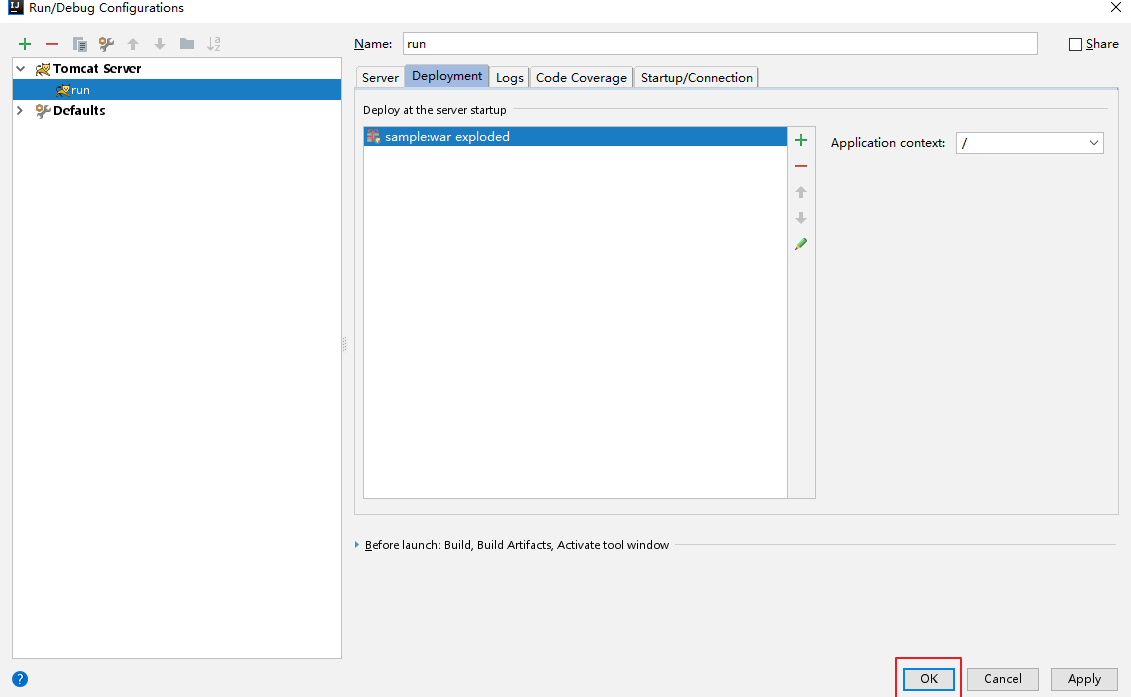 IJ Run/Debug Configurations
Name: run Share
Tomcat Server
run
Defaults
Server Deployment Logs Code Coverage Startup/Connection
Deploy at the server startup
sample:war exploded
Application context: /
Before launch: Build, Build Artifacts, Activate tool window
? OK Cancel Apply